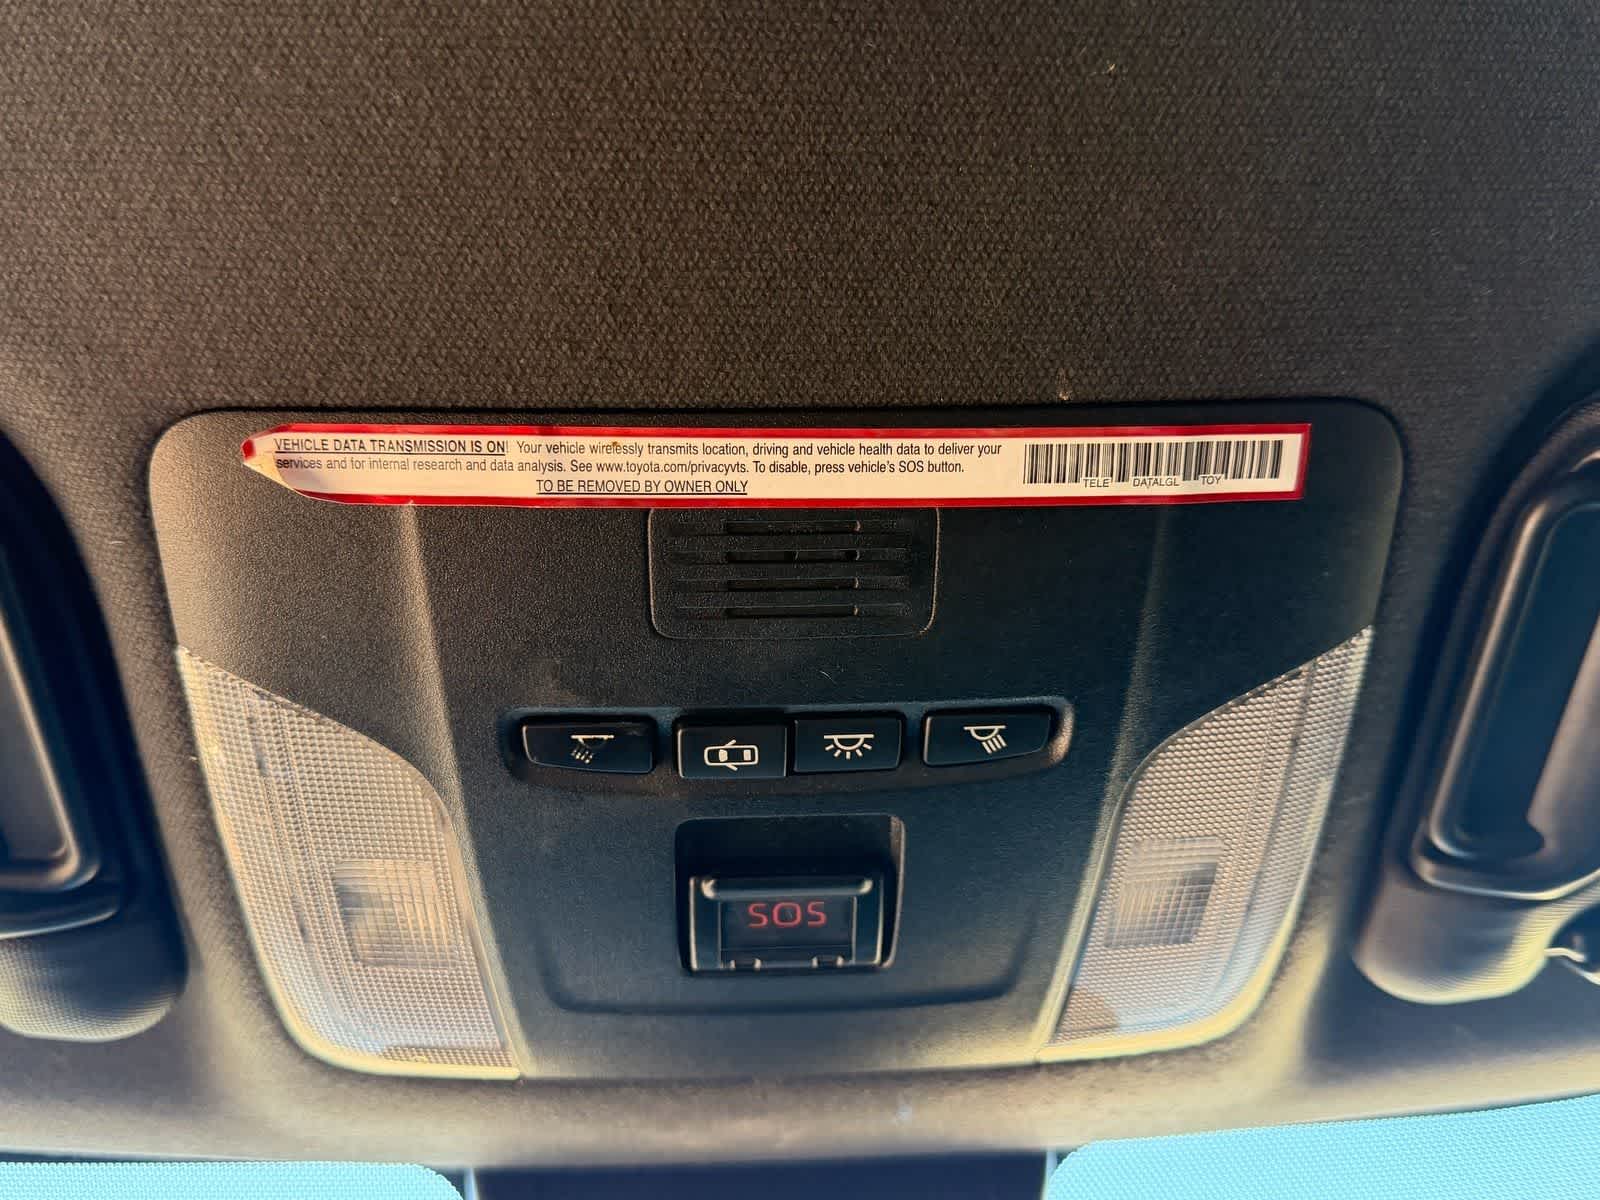 VEHICLE DATA TRANSMISSION IS ON! Your vehicle wirelessly transmits location, driving and vehicle health data to deliver your
services and for internal research and data analysis. See www.toyota.com/privacyvts. To disable, press vehicle's SOS button.
TO BE REMOVED BY OWNER ONLY
TELE DATALGL TOY
SOS